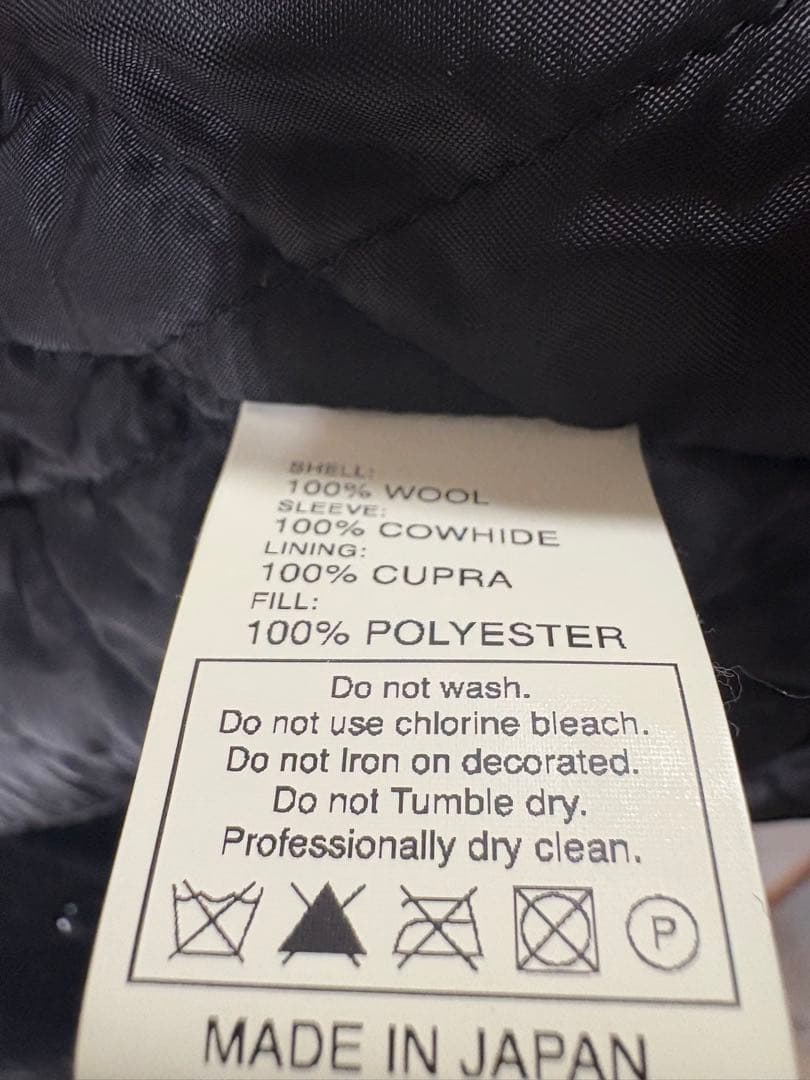 SHELL:
100% WOOL
SLEEVE:
100% COWHIDE
LINING:
100% CUPRA
FILL:
100% POLYESTER
Do not wash.
Do not use chlorine bleach.
Do not Iron on decorated.
Do not Tumble dry.
Professionally dry clean.
P
MADE IN JAPAN